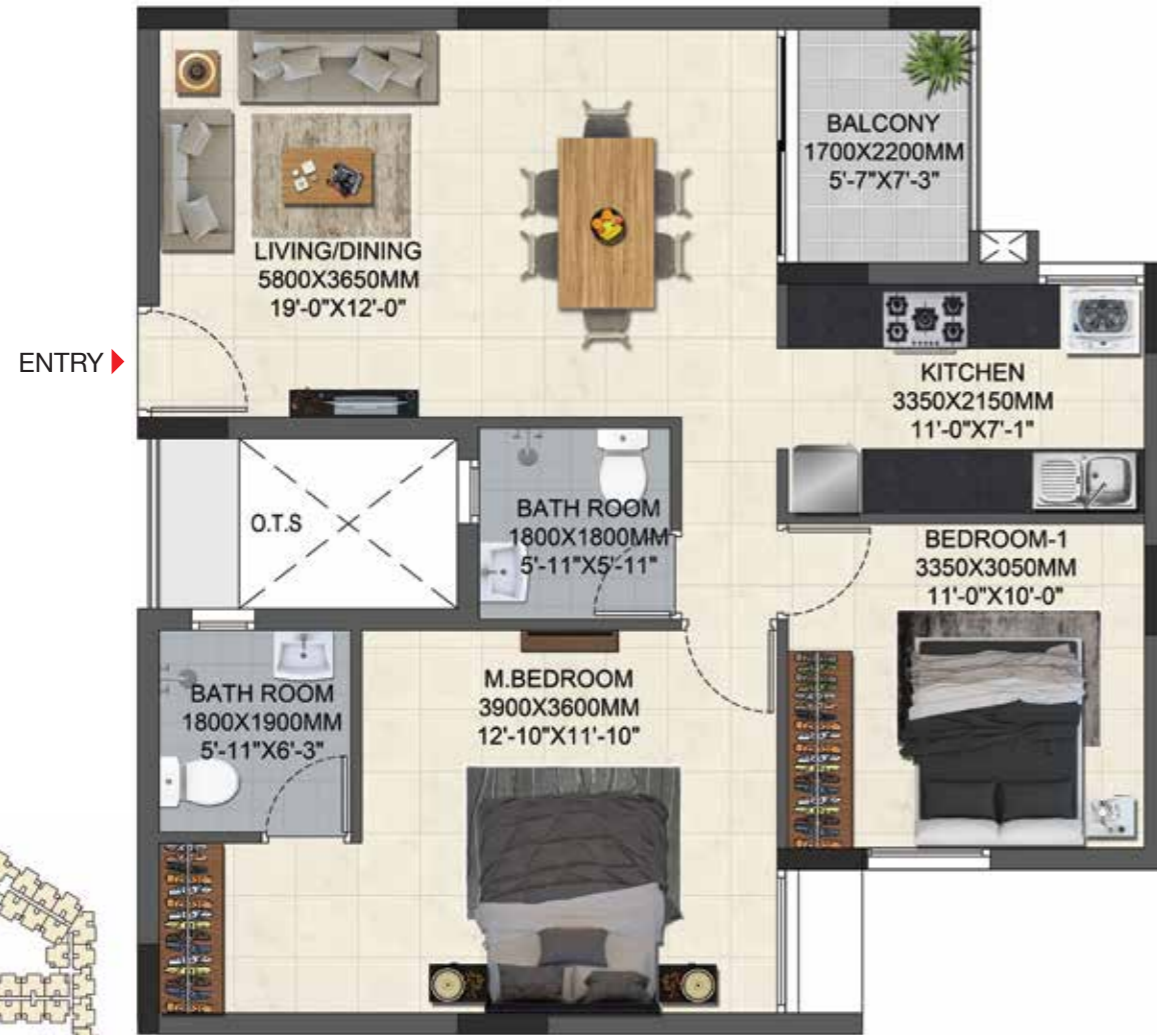 BALCONY
1700X2200MM
5'-7"X7'-3"
LIVING/DINING
5800X3650MM
19'-0"X12'-0"
ENTRY
KITCHEN
3350X2150MM
11'-0"X7'-1"
O.T.S
BATH ROOM
1800X1800MM
5'-11"X5'-11"
BEDROOM-1
3350X3050MM
11'-0"X10'-0"
BATH ROOM
1800X1900MM
5'-11"X6'-3"
M.BEDROOM
3900X3600MM
12'-10"X11'-10"